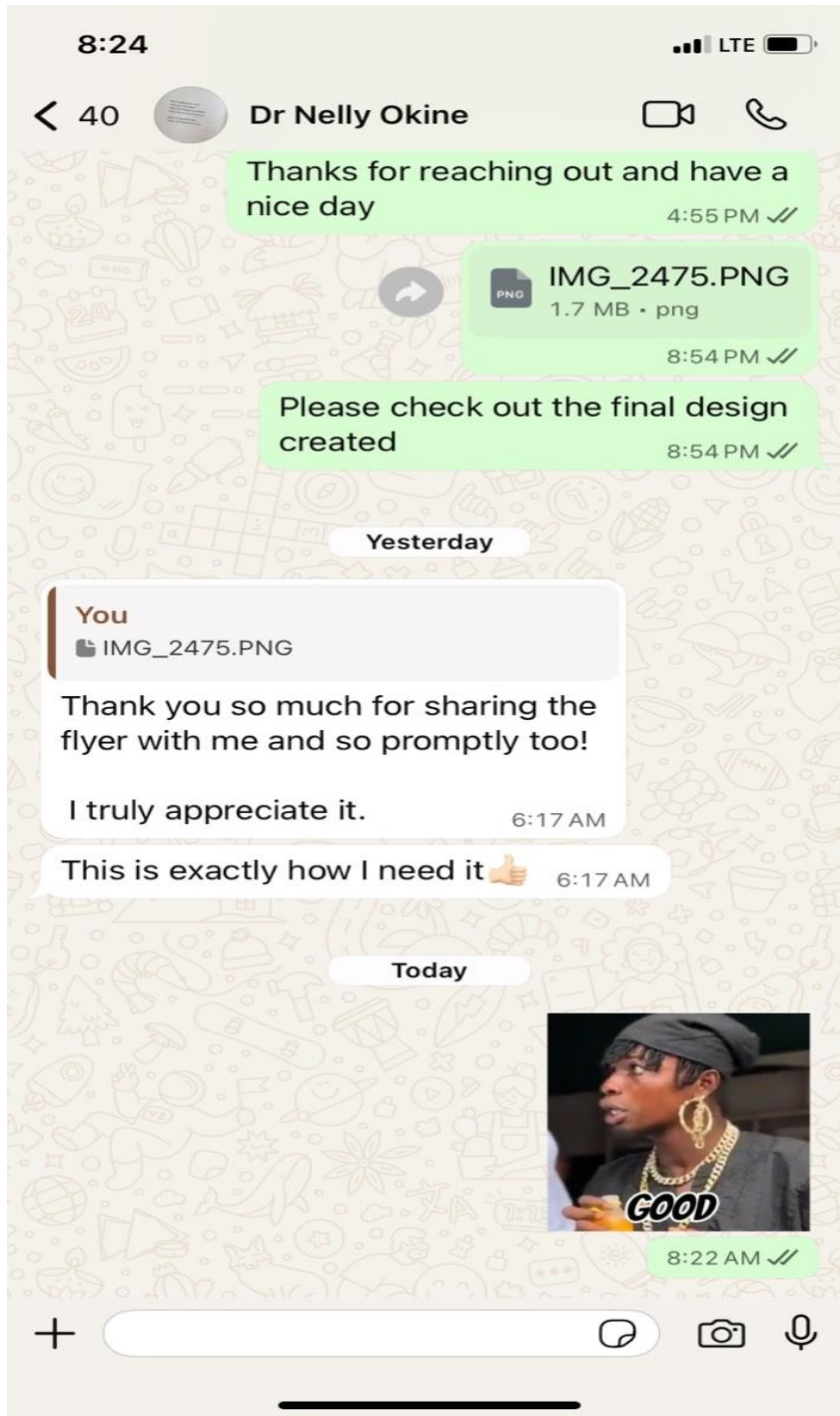 8:24 LTE
40 Dr Nelly Okine
Thanks for reaching out and have a
nice day 4:55 PM
PNG IMG_2475.PNG
1.7 MB • png
8:54 PM
Please check out the final design
created 8:54 PM
Yesterday
You
IMG_2475.PNG
Thank you so much for sharing the
flyer with me and so promptly too!
I truly appreciate it. 6:17 AM
This is exactly how I need it👍🏻 6:17 AM
Today
GOOD
8:22 AM